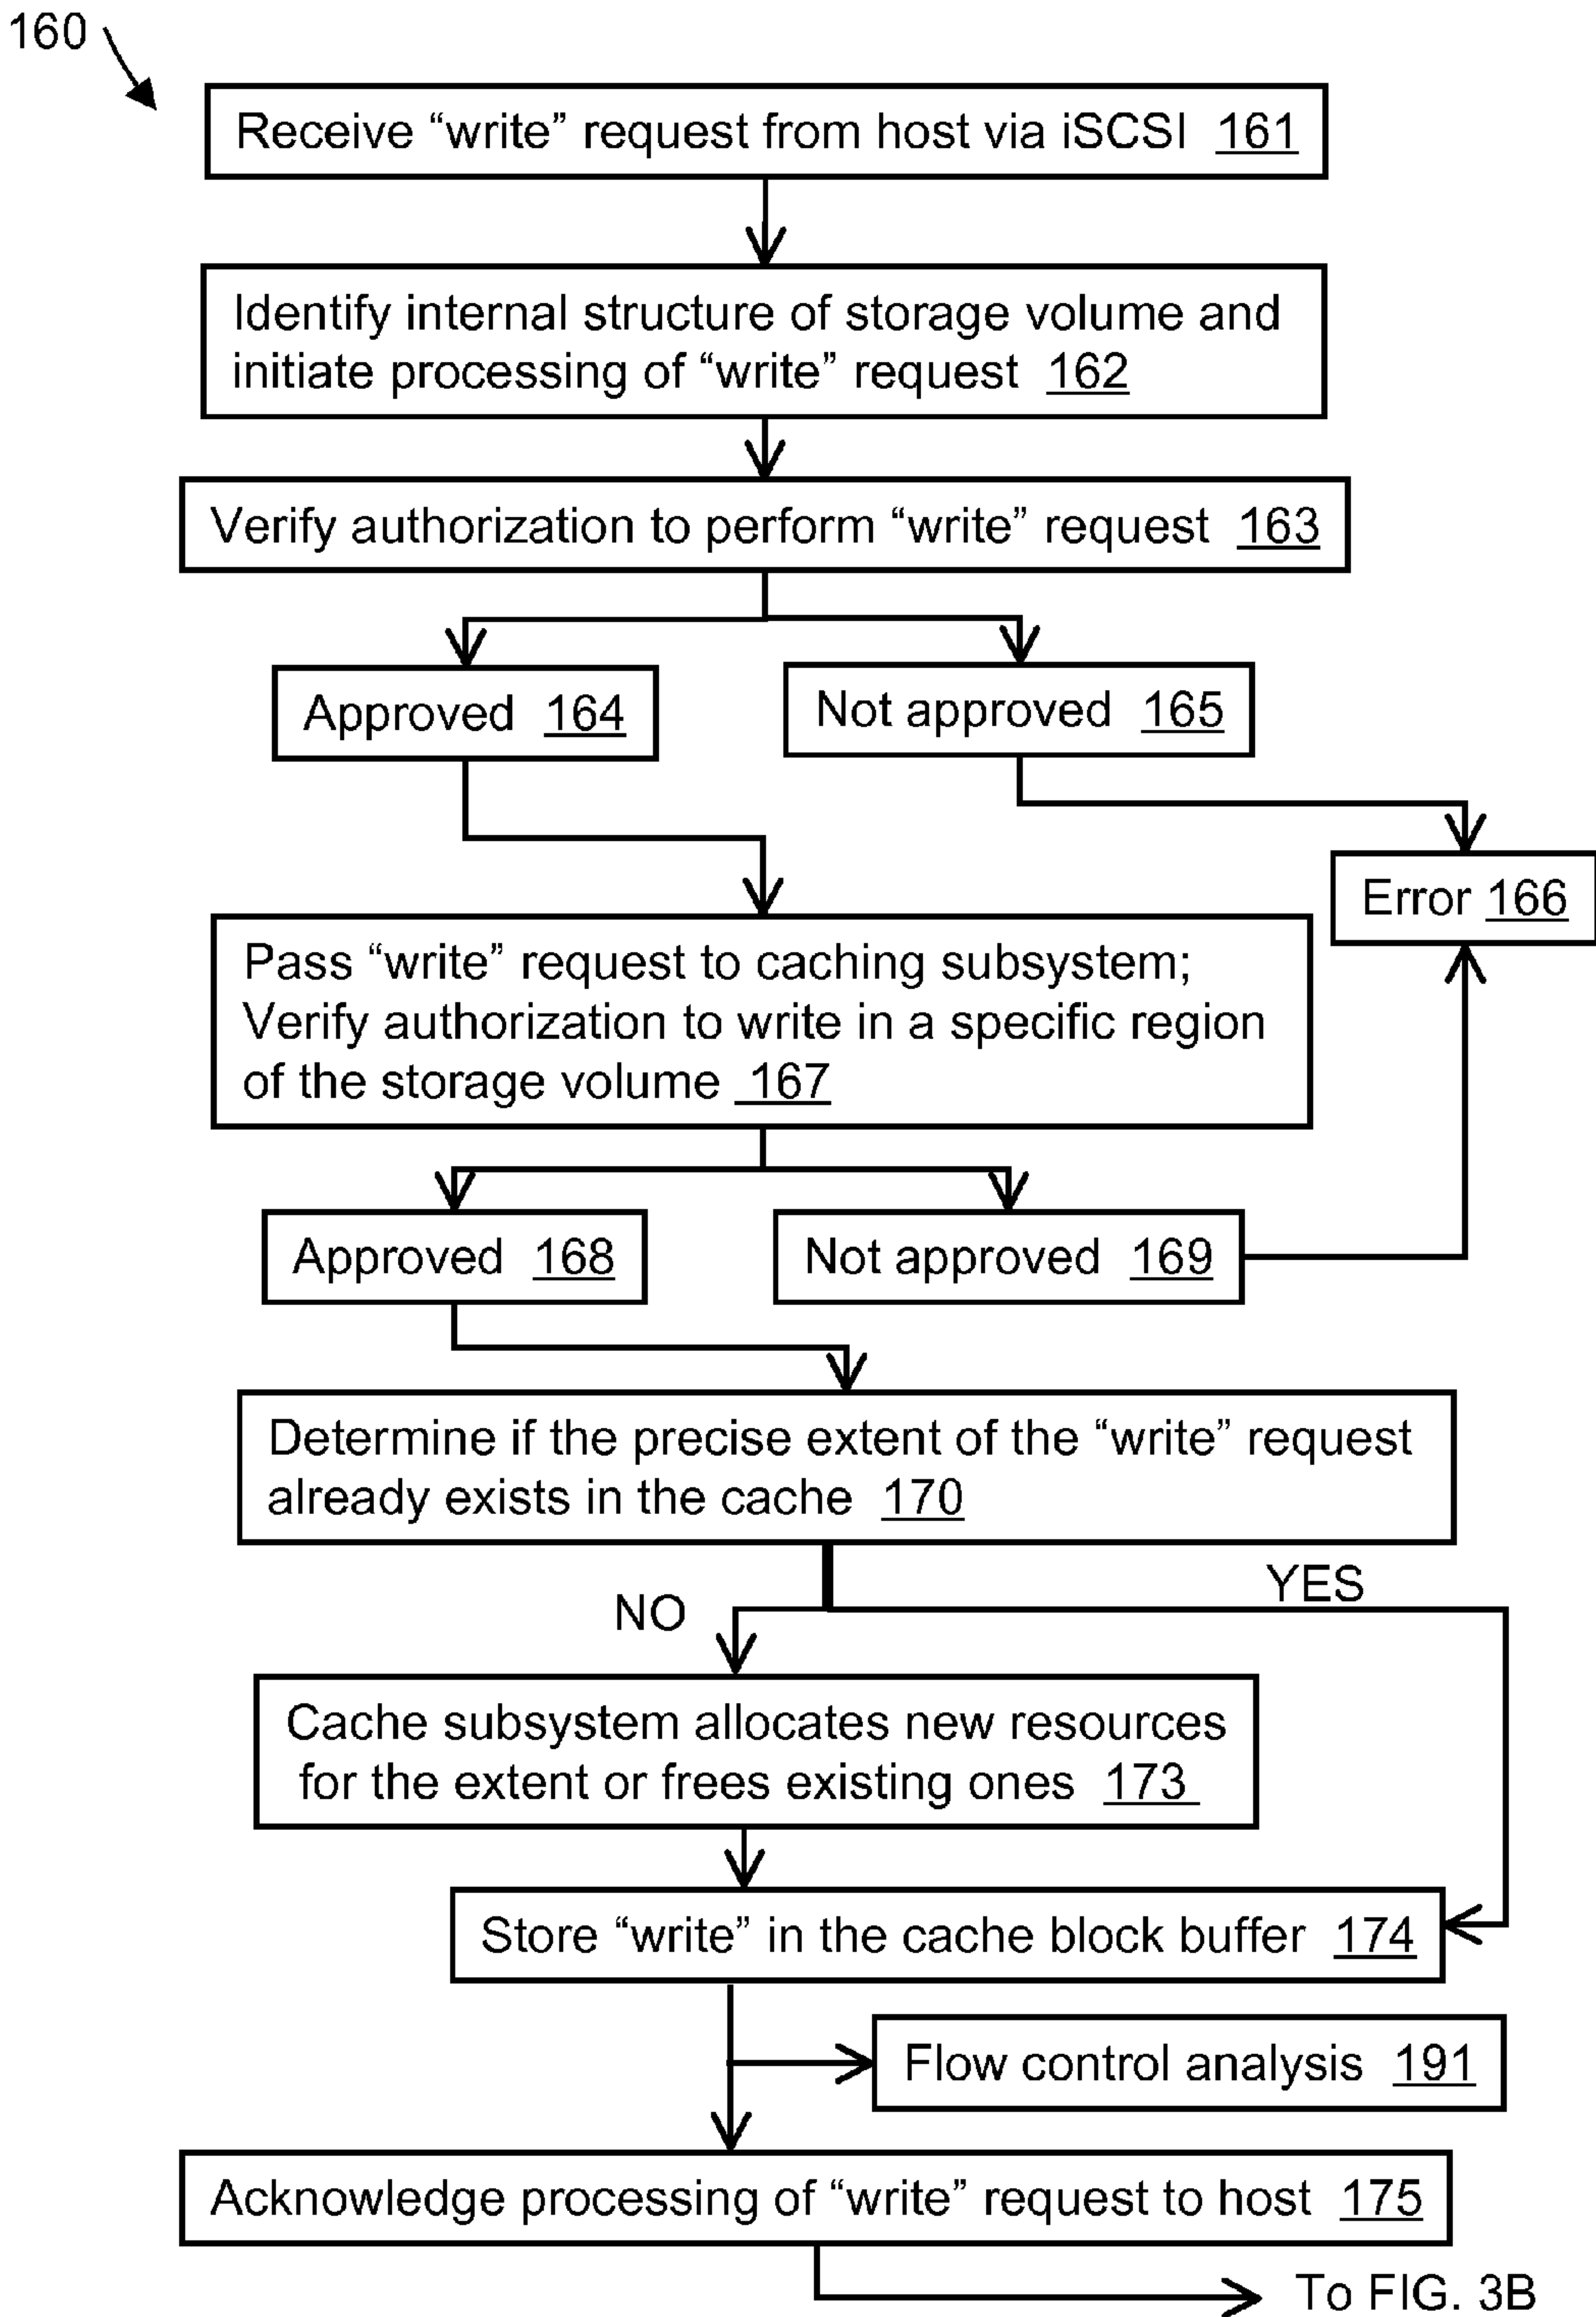 160
Receive “write” request from host via iSCSI 161
Identify internal structure of storage volume and
initiate processing of “write” request 162
Verify authorization to perform “write” request 163
Approved 164
Not approved 165
Error 166
Pass “write” request to caching subsystem;
Verify authorization to write in a specific region
of the storage volume 167
Approved 168
Not approved 169
Determine if the precise extent of the “write” request
already exists in the cache 170
YES
NO
Cache subsystem allocates new resources
for the extent or frees existing ones 173
Store “write” in the cache block buffer 174
Flow control analysis 191
Acknowledge processing of “write” request to host 175
To FIG. 3B